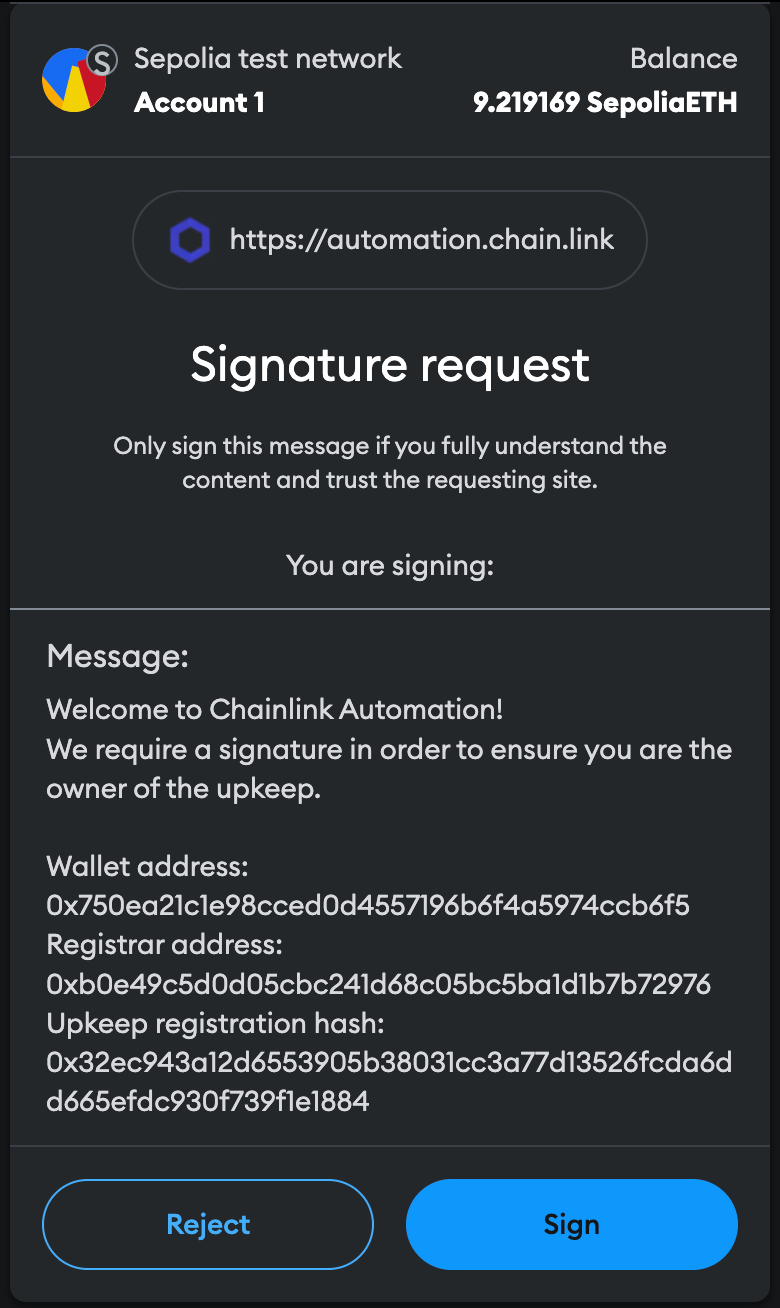 S
Sepolia test network
Balance
Account 1
9.219169 SepoliaETH
https://automation.chain.link
Signature request
Only sign this message if you fully understand the
content and trust the requesting site.
You are signing:
Message:
Welcome to Chainlink Automation!
We require a signature in order to ensure you are the
owner of the upkeep.
Wallet address:
0x750ea21c1e98cced0d4557196b6f4a5974ccb6f5
Registrar address:
0xb0e49c5d0d05cbc241d68c05bc5ba1d1b7b72976
Upkeep registration hash:
0x32ec943a12d6553905b38031cc3a77d13526fcda6d
d665efdc930f739f1e1884
Reject
Sign